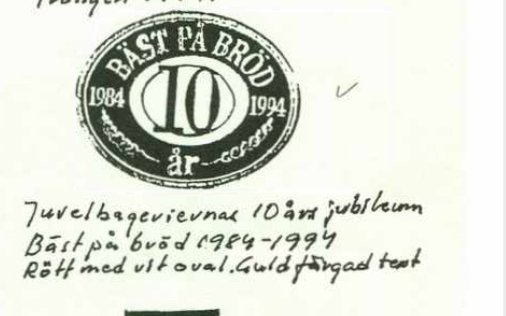 BÄST PÅ BRÖD
1984 10 1994
år
Juvelbagerviernas 10 års jubileum
Bäst på bröd 1984-1994
Rött med vit oval. Guldfärgad text